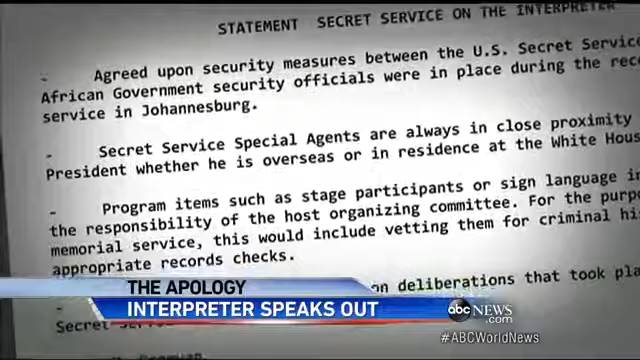 STATEMENT SECRET SERVICE ON THE INTERPRETER
- Agreed upon security measures between the U.S. Secret Service
African Government security officials were in place during the
service in Johannesburg.
- Secret Service Special Agents are always in close proximity
President whether he is overseas or in residence at the White
- Program items such as stage participants or sign language
the responsibility of the host organizing committee. For the
memorial service, this would include vetting them for criminal
appropriate records checks.
on deliberations that took
Secret
THE APOLOGY
INTERPRETER SPEAKS OUT
abc NEWS
.com
#ABCWorldNews